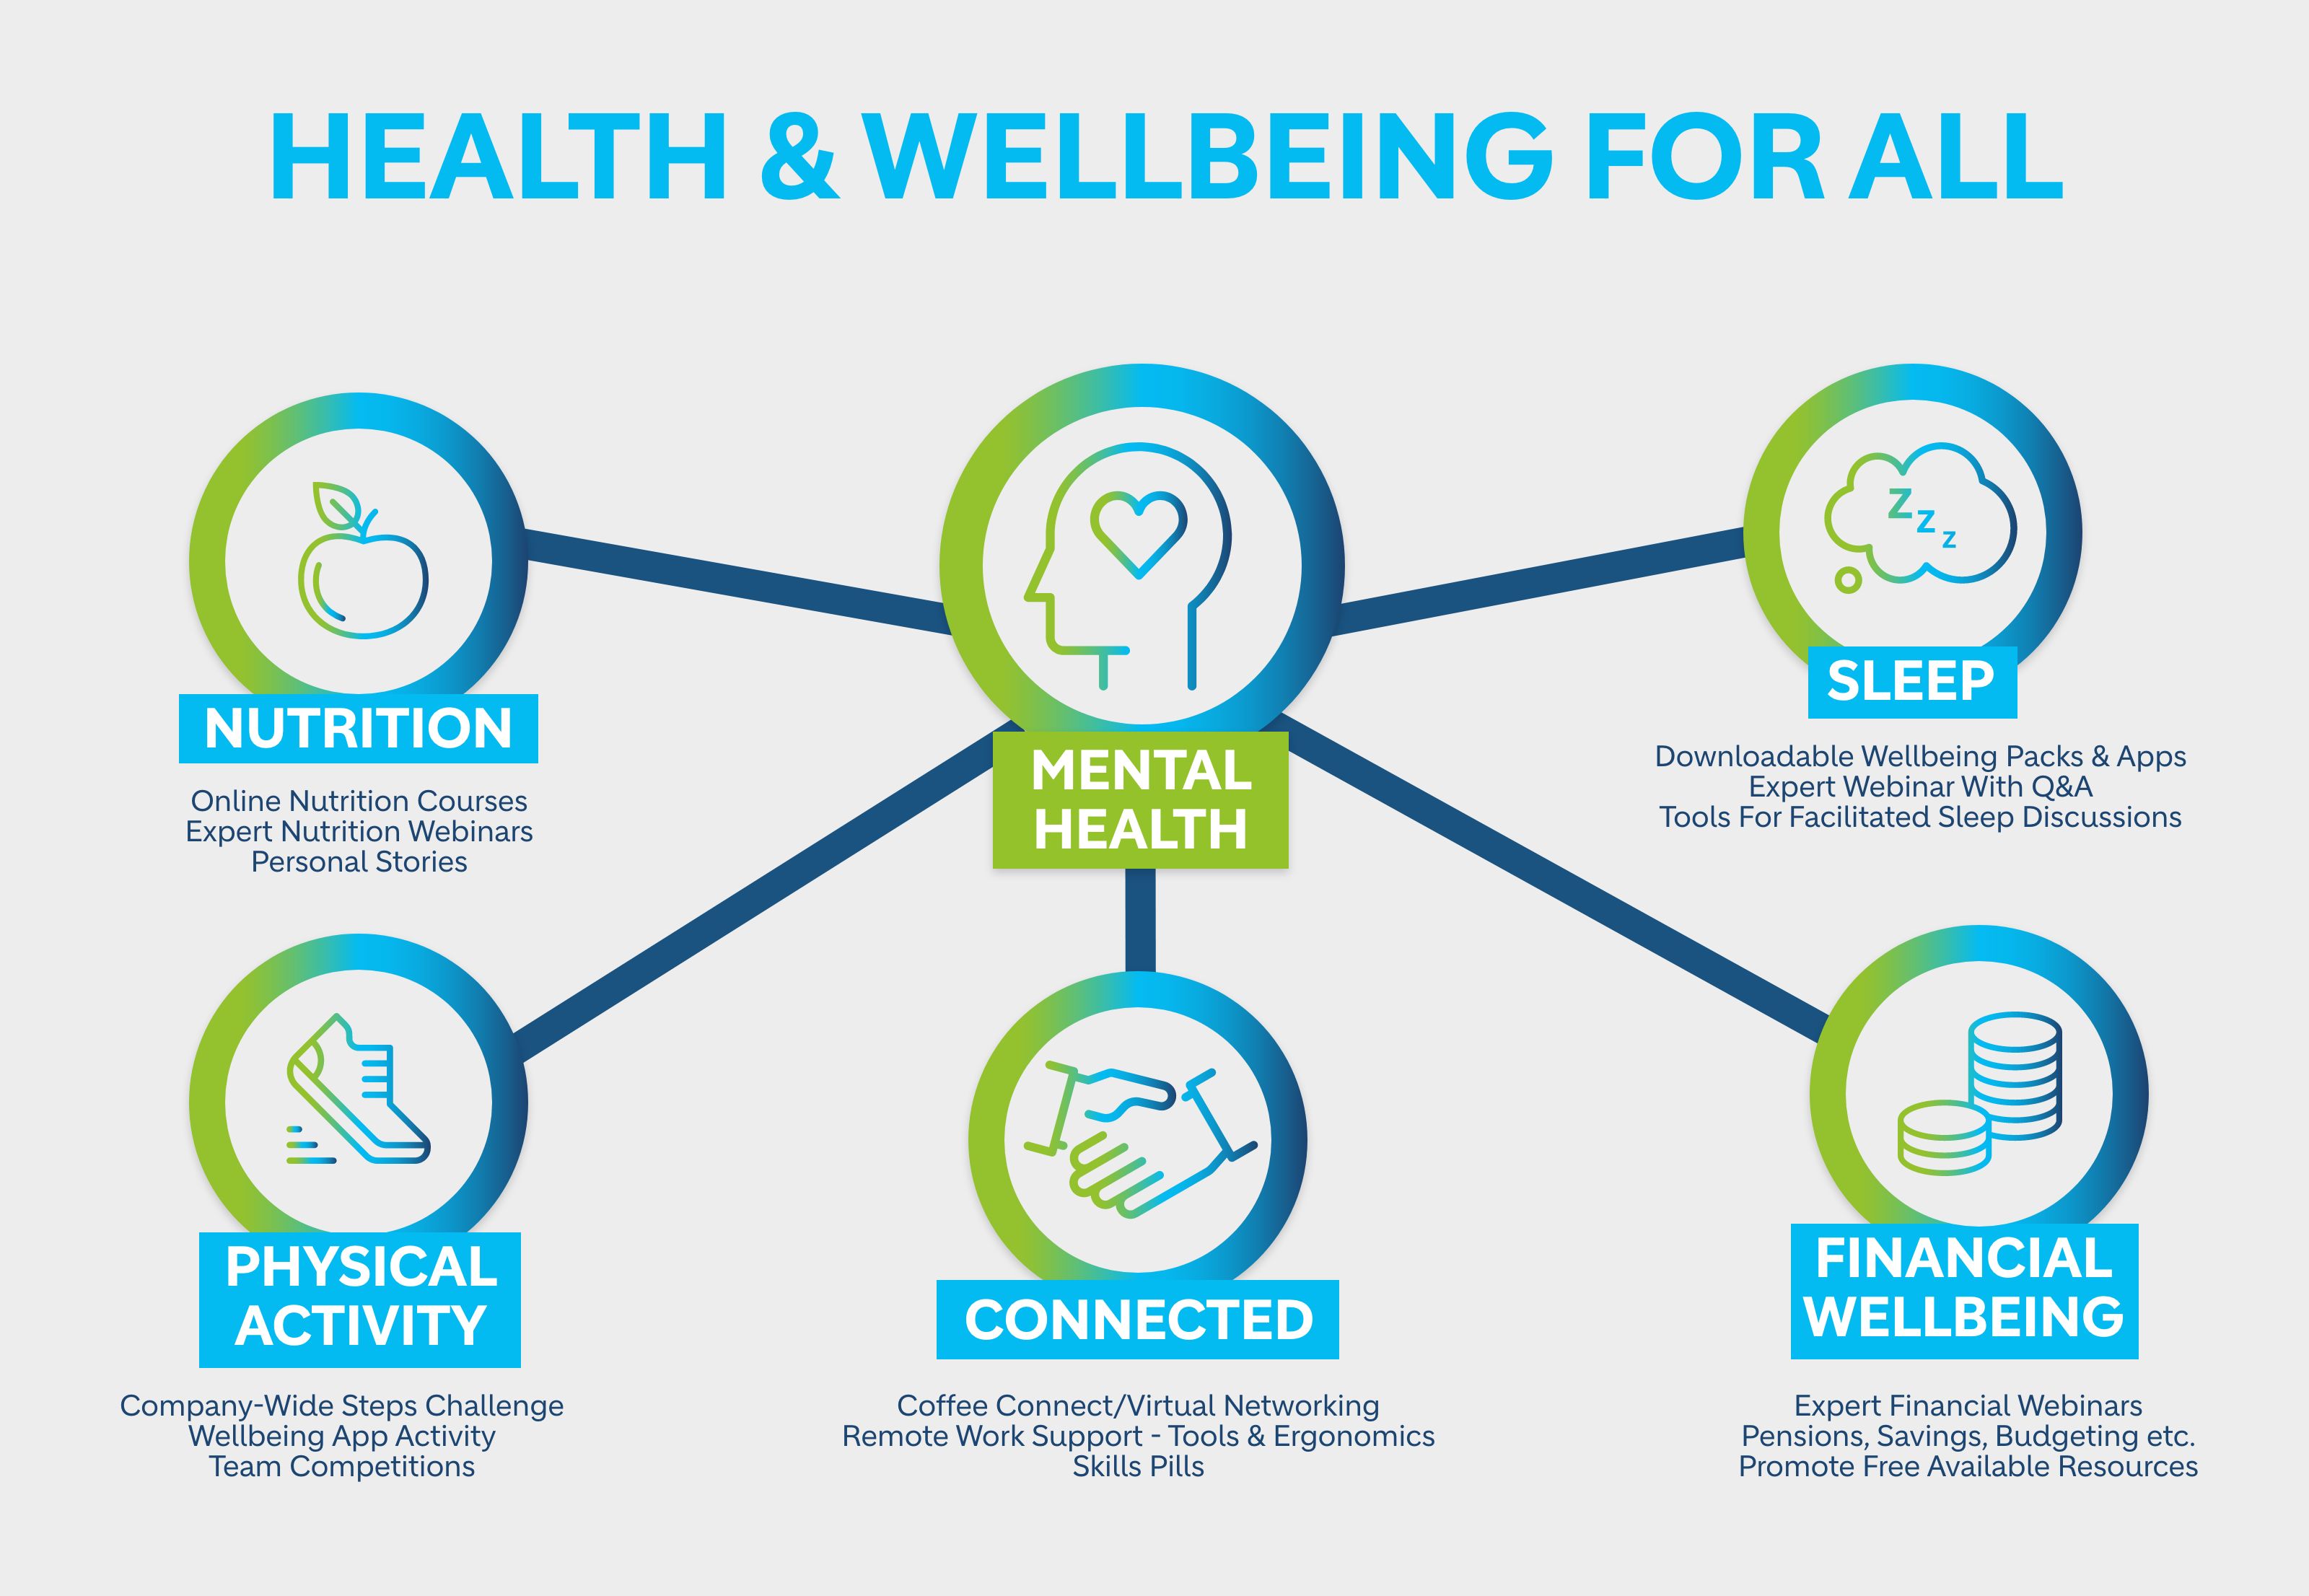 HEALTH & WELLBEING FOR ALL
NUTRITION
Online Nutrition Courses
Expert Nutrition Webinars
Personal Stories
MENTAL
HEALTH
z
z
z
SLEEP
Downloadable Wellbeing Packs & Apps
Expert Webinar With Q&A
Tools For Facilitated Sleep Discussions
PHYSICAL
ACTIVITY
Company-Wide Steps Challenge
Wellbeing App Activity
Team Competitions
CONNECTED
Coffee Connect/Virtual Networking
Remote Work Support - Tools & Ergonomics
Skills Pills
FINANCIAL
WELLBEING
Expert Financial Webinars
Pensions, Savings, Budgeting etc.
Promote Free Available Resources